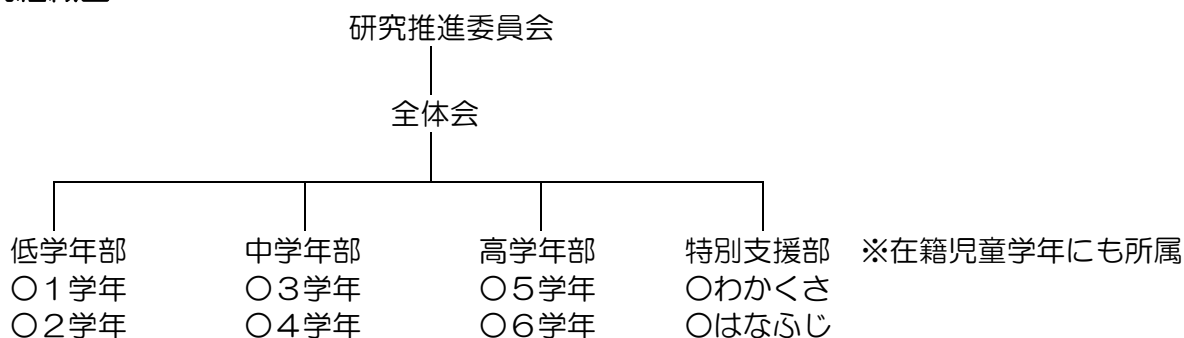 研究推進委員会
全体会
低学年部 中学年部 高学年部 特別支援部 ※在籍児童学年にも所属
○1学年 ○3学年 ○5学年 ○わかくさ
○2学年 ○4学年 ○6学年 ○はなふじ